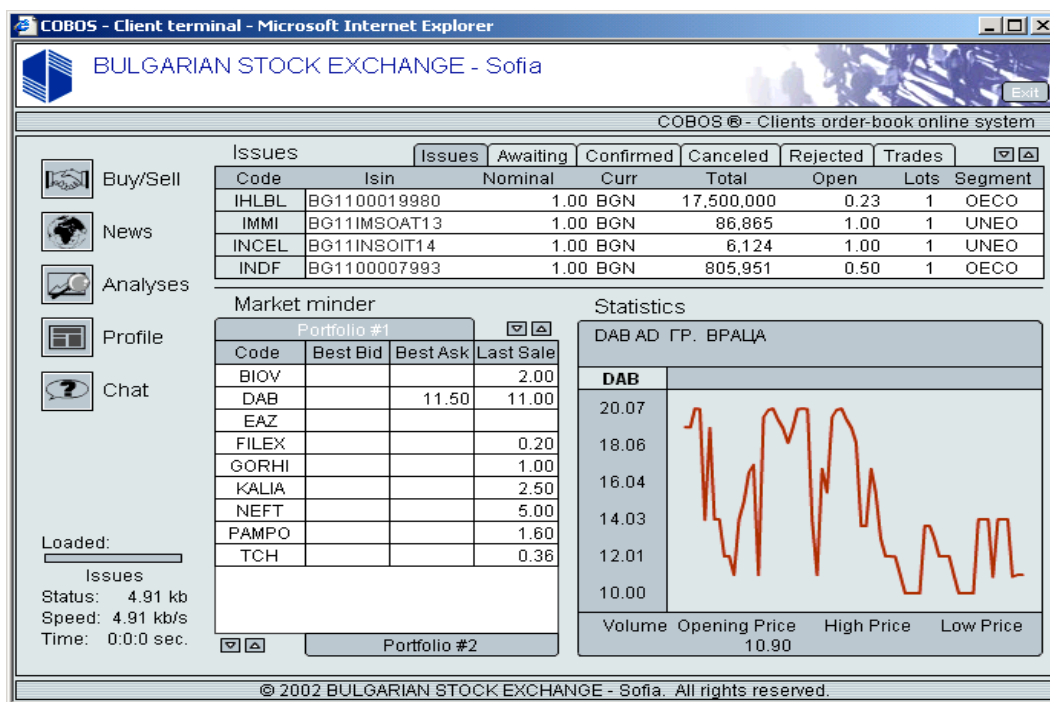 COBOS - Client terminal - Microsoft Internet Explorer
BULGARIAN STOCK EXCHANGE - Sofia
Exit
COBOS ® - Clients order-book online system
Buy/Sell
News
Analyses
Profile
Chat
Loaded:
Issues
Status: 4.91 kb
Speed: 4.91 kb/s
Time: 0:0:0 sec.
Issues
Issues Awaiting Confirmed Canceled Rejected Trades
Code Isin Nominal Curr Total Open Lots Segment
IHLBL BG1100019980 1.00 BGN 17,500,000 0.23 1 OECO
IMMI BG11IMSOAT13 1.00 BGN 86,865 1.00 1 UNEO
INCEL BG11INSOIT14 1.00 BGN 6,124 1.00 1 UNEO
INDF BG1100007993 1.00 BGN 805,951 0.50 1 OECO
Market minder
Portfolio #1
Code Best Bid Best Ask Last Sale
BIOV 2.00
DAB 11.50 11.00
EAZ
FILEX 0.20
GORHI 1.00
KALIA 2.50
NEFT 5.00
PAMPO 1.60
TCH 0.36
Portfolio #2
Statistics
DAB AD ГР. ВРАЦА
DAB
20.07
18.06
16.04
14.03
12.01
10.00
Volume Opening Price High Price Low Price
10.90
© 2002 BULGARIAN STOCK EXCHANGE - Sofia. All rights reserved.